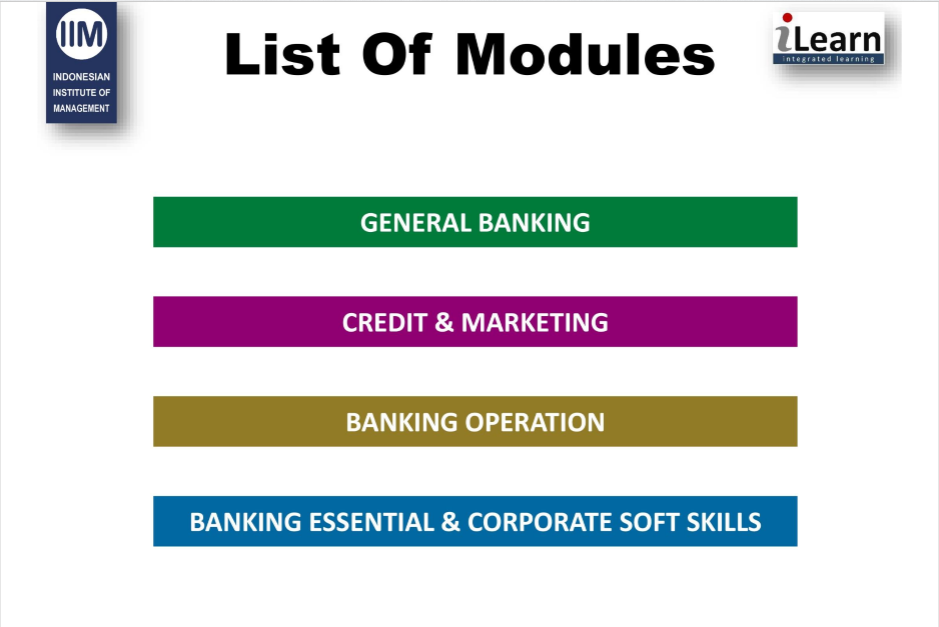 IIM
INDONESIAN
INSTITUTE OF
MANAGEMENT
List Of Modules
iLearn
integrated learning
GENERAL BANKING
CREDIT & MARKETING
BANKING OPERATION
BANKING ESSENTIAL & CORPORATE SOFT SKILLS